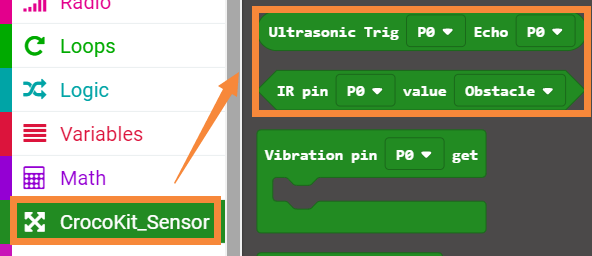 Radio
Loops
Logic
Variables
Math
CrocoKit_Sensor
Ultrasonic Trig P0 Echo P0
IR pin P0 value Obstacle
Vibration pin P0 get